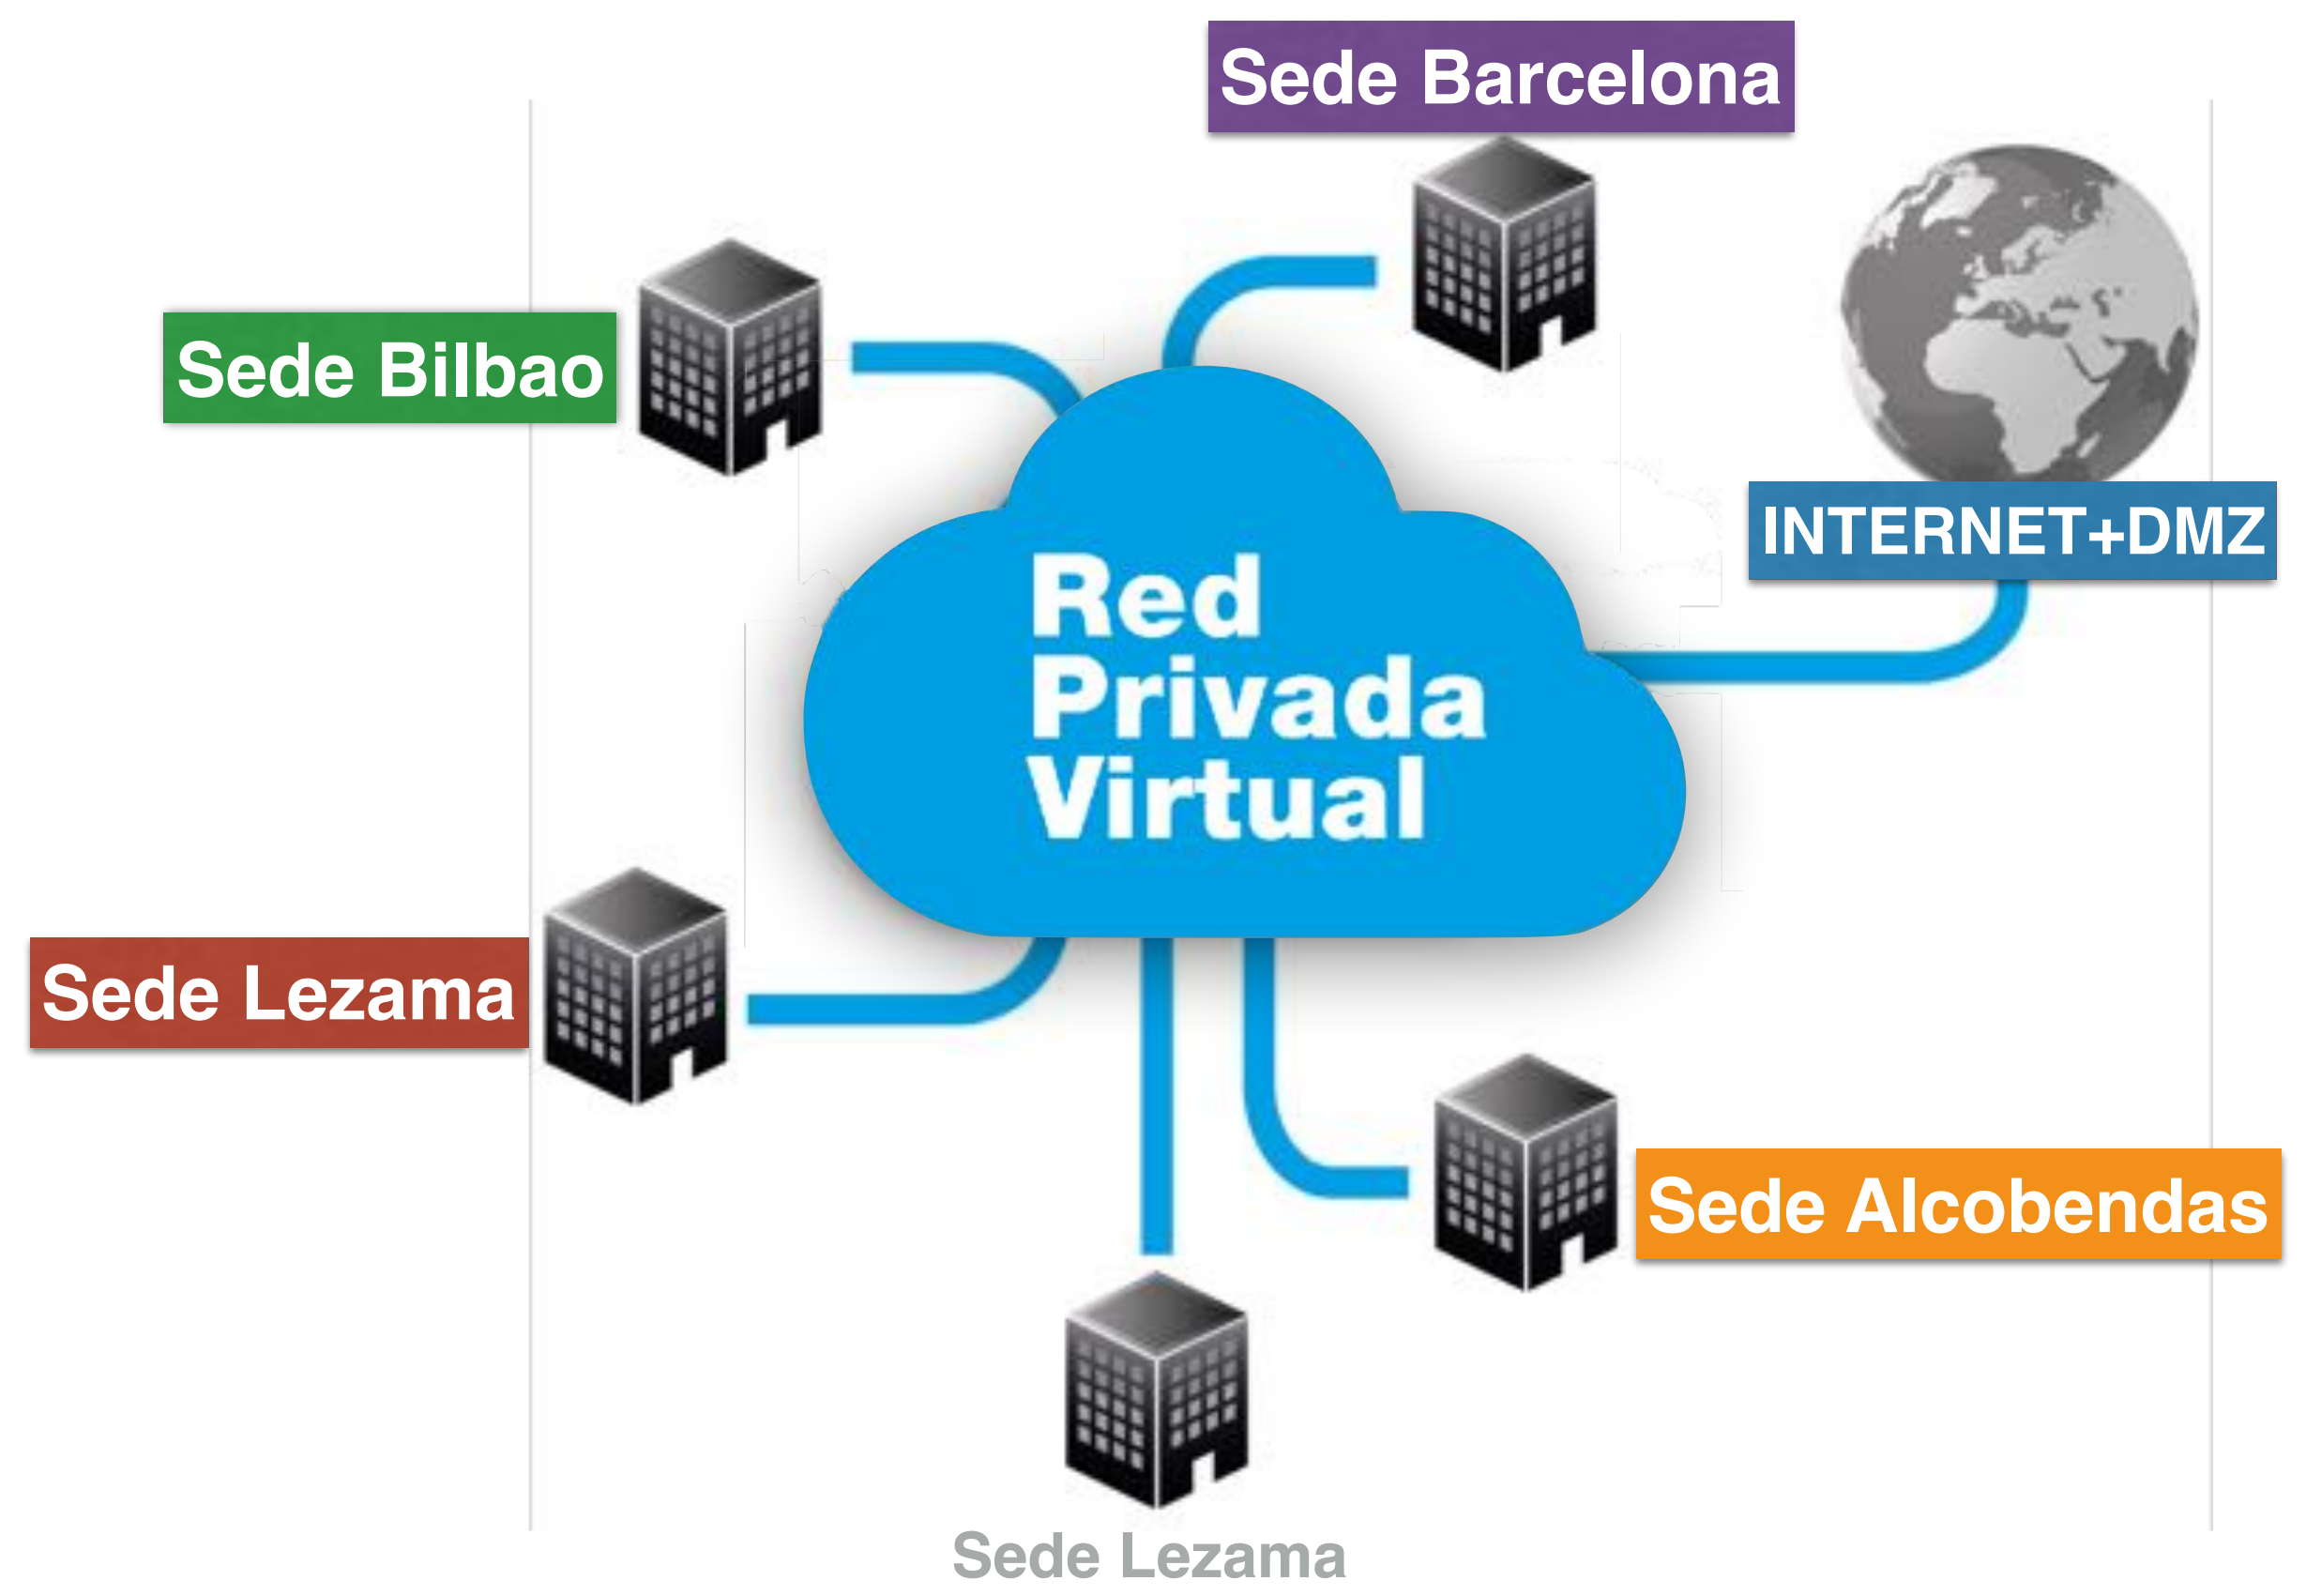 Sede Barcelona
Sede Bilbao
INTERNET+DMZ
Red
Privada
Virtual
Sede Lezama
Sede Alcobendas
Sede Lezama